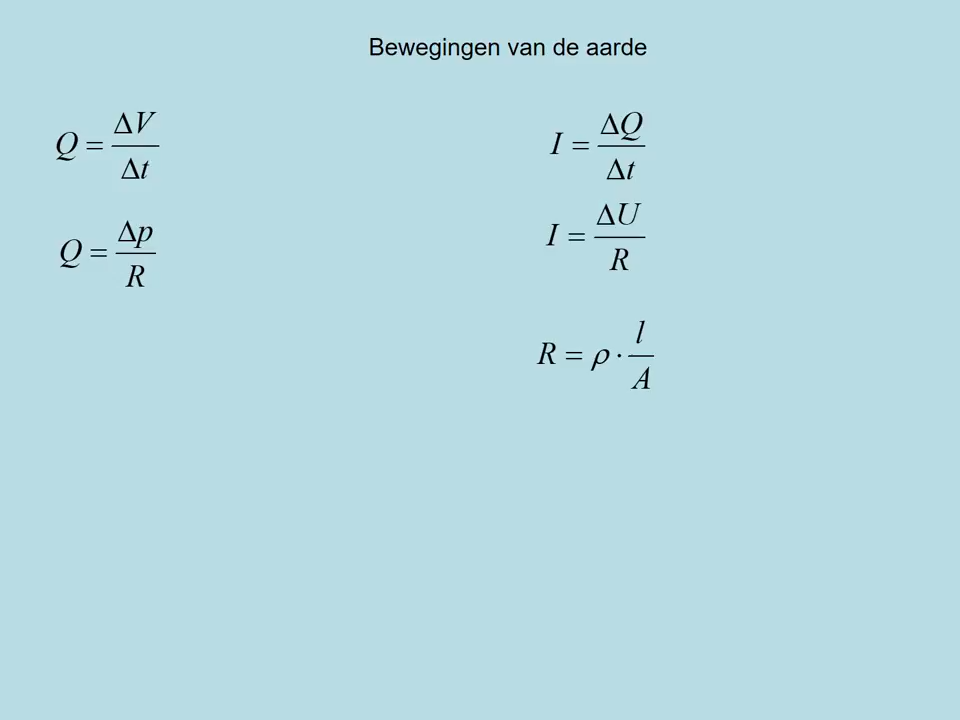 Bewegingen van de aarde
Q = ΔV / Δt
Q = Δp / R
I = ΔQ / Δt
I = ΔU / R
R = ρ · l / A